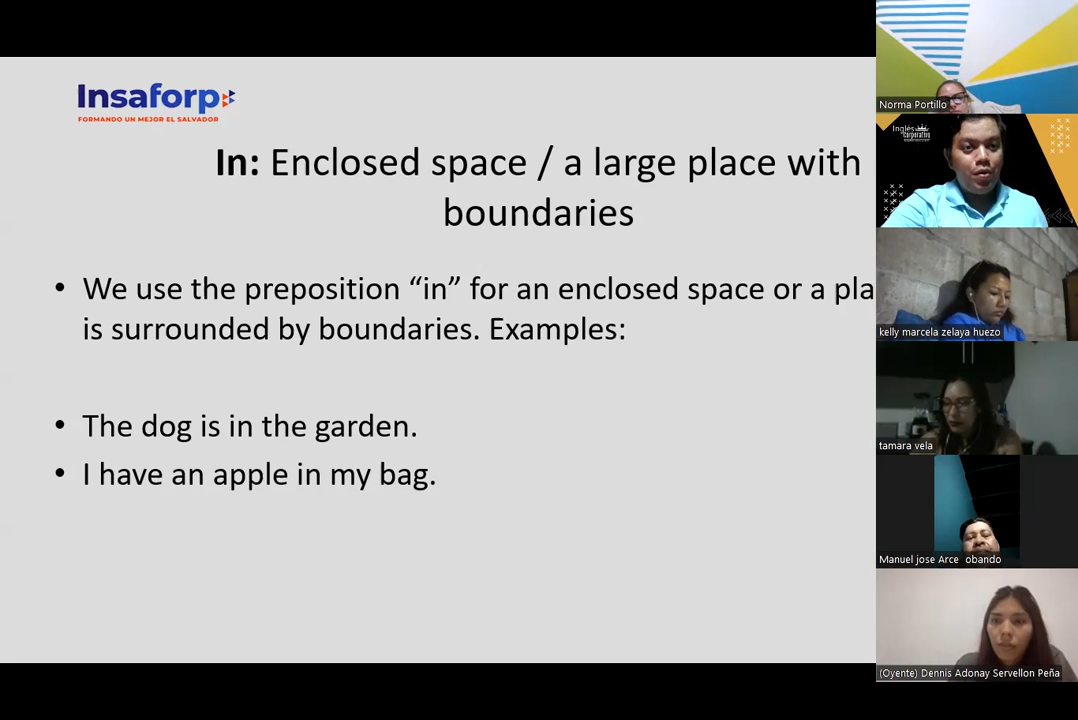 Insaforp
FORMANDO UN MEJOR EL SALVADOR
In: Enclosed space / a large place with
boundaries
• We use the preposition “in” for an enclosed space or a pla
is surrounded by boundaries. Examples:
• The dog is in the garden.
• I have an apple in my bag.
Norma Portillo
Inglés
corporativo
kelly marcela zelaya huezo
tamara vela
Manuel jose Arce obando
(Oyente) Dennis Adonay Servellon Peña